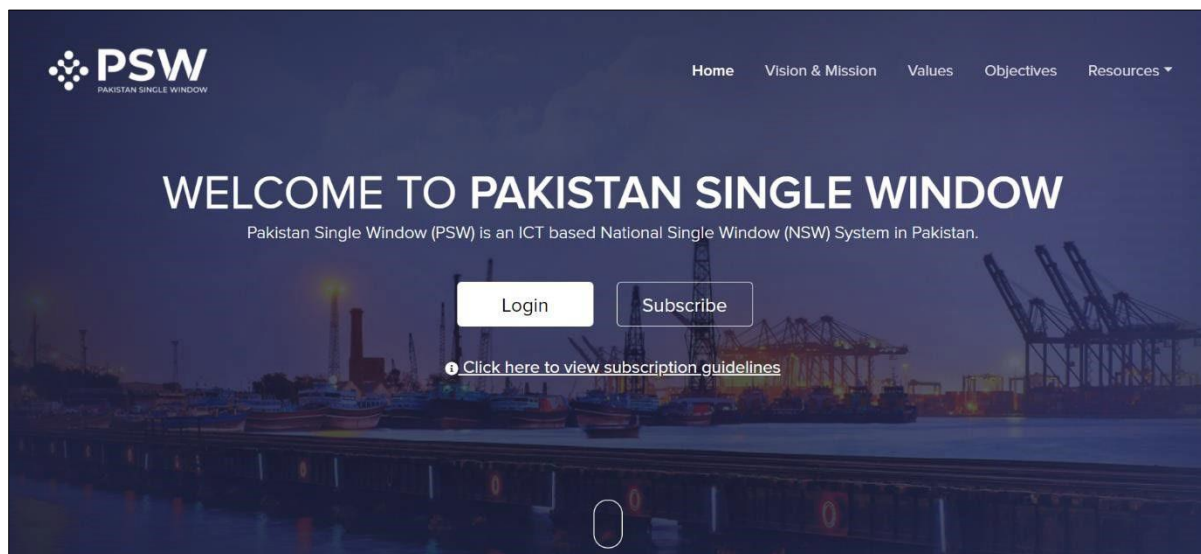 PSW
PAKISTAN SINGLE WINDOW
Home Vision & Mission Values Objectives Resources
WELCOME TO PAKISTAN SINGLE WINDOW
Pakistan Single Window (PSW) is an ICT based National Single Window (NSW) System in Pakistan.
Login Subscribe
Click here to view subscription guidelines